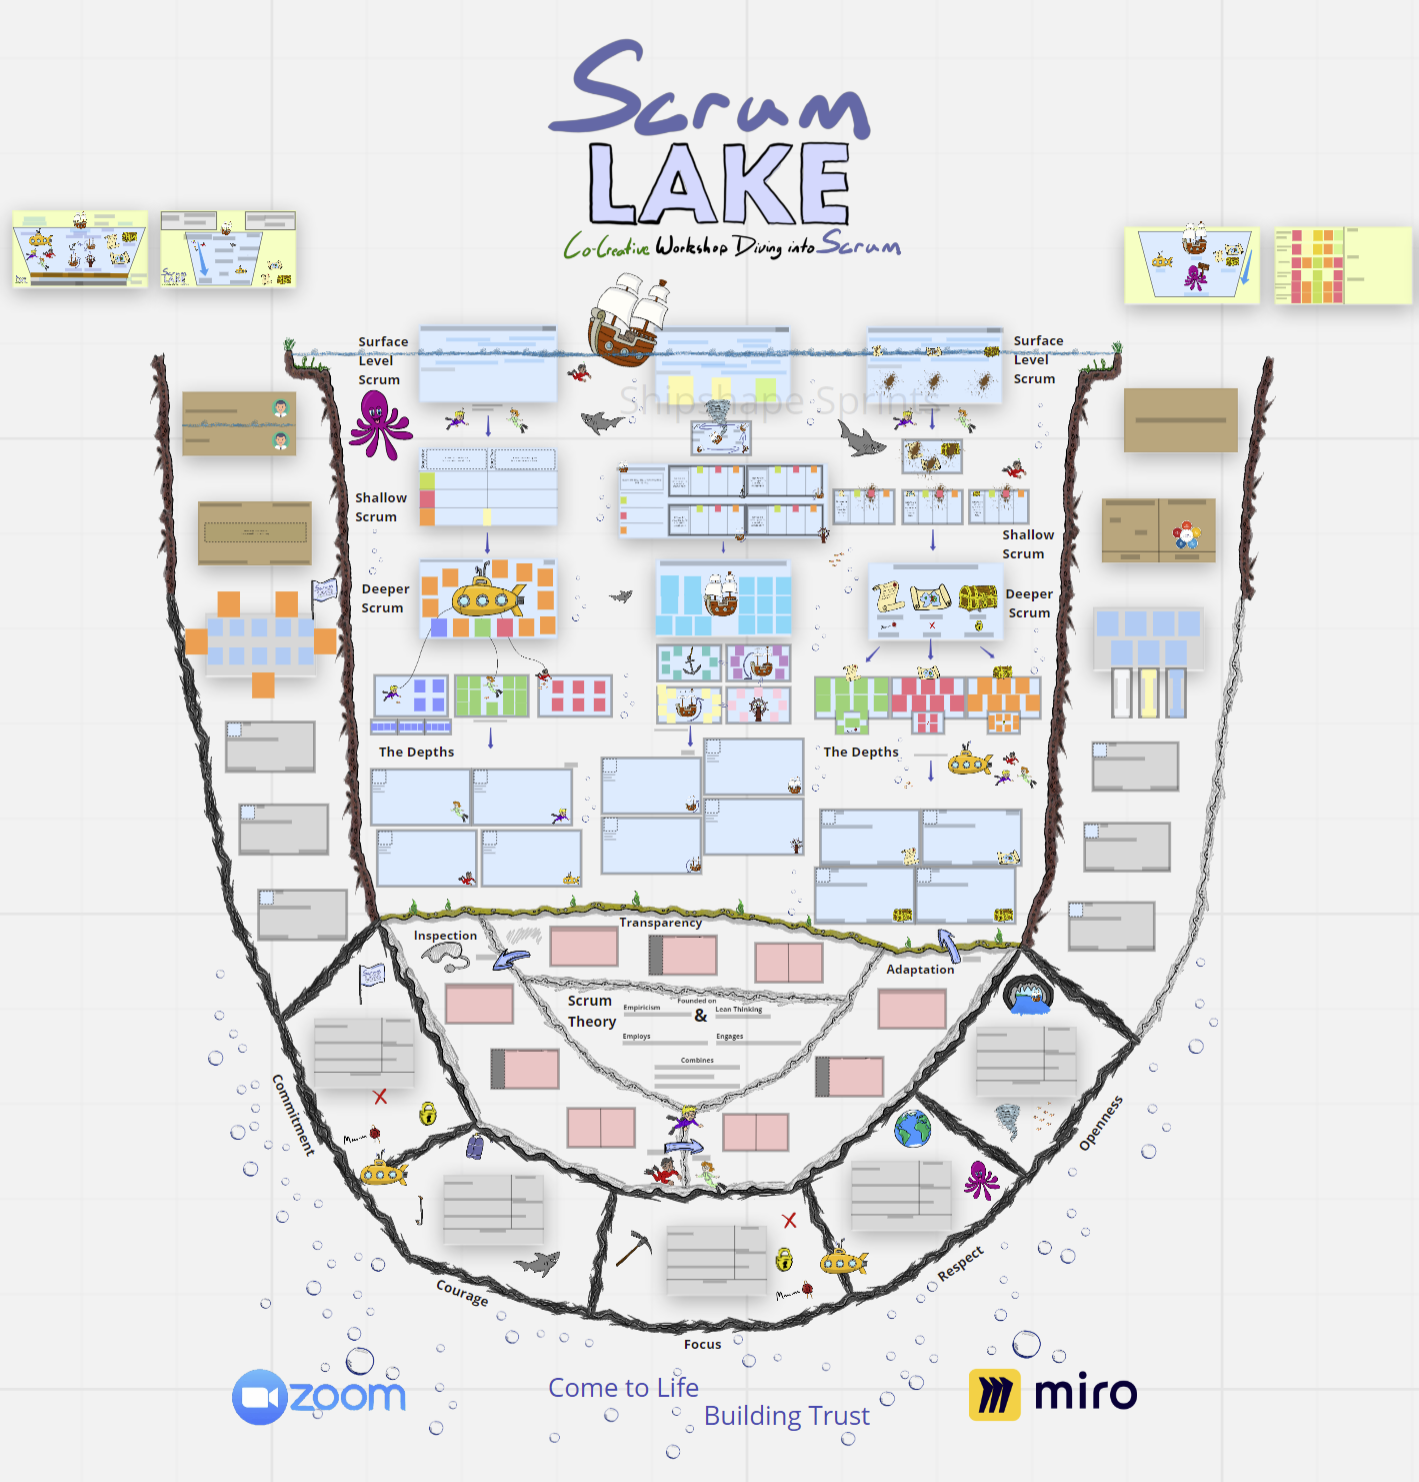 Scrum
LAKE
Co-Creative Workshop Diving into Scrum
Surface
Level
Scrum
Surface
Level
Scrum
Shipshape Sprints
Shallow
Scrum
Shallow
Scrum
Deeper
Scrum
Deeper
Scrum
The Depths
The Depths
Transparency
Inspection
Adaptation
Scrum
Theory
Founded on
Empiricism
&
Lean Thinking
Employs
Engages
Combines
Commitment
Openness
Courage
Respect
Focus
zoom
Come to Life
Building Trust
miro